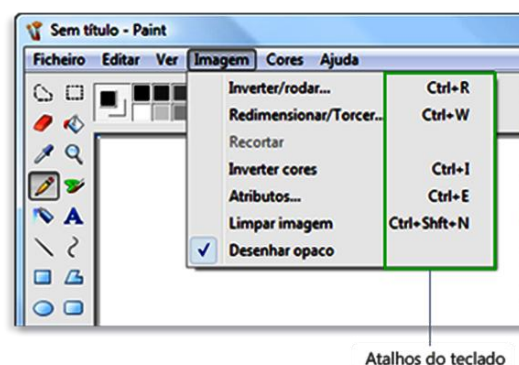 Sem título - Paint
Ficheiro Editar Ver Imagem Cores Ajuda
Inverter/rodar... Ctrl+R
Redimensionar/Torcer... Ctrl+W
Recortar
Inverter cores Ctrl+I
Atributos... Ctrl+E
Limpar imagem Ctrl+Shft+N
Desenhar opaco
A
Atalhos do teclado